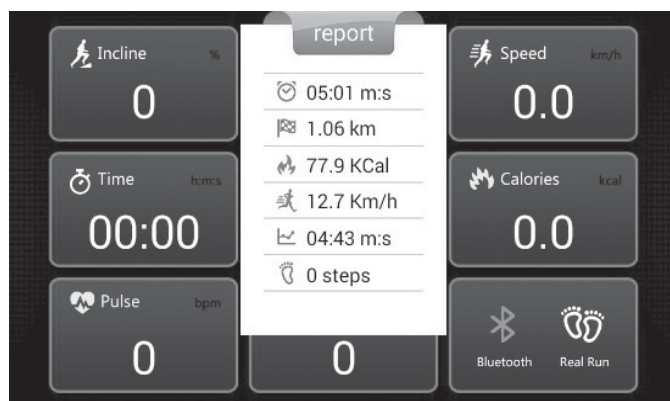 report
05:01 m:s
1.06 km
77.9 KCal
12.7 Km/h
04:43 m:s
0 steps
Incline %
0
Time h:m:s
00:00
Pulse bpm
0
0
Speed km/h
0.0
Calories kcal
0.0
Bluetooth Real Run